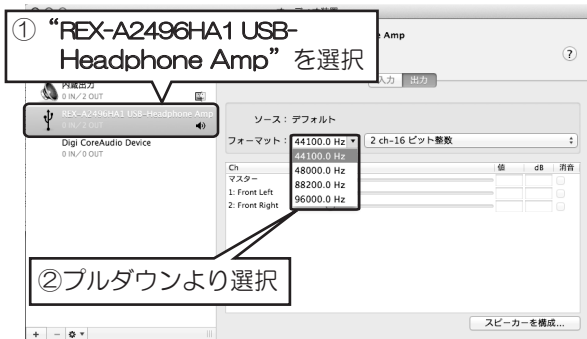 ① “REX-A2496HA1 USB-
Headphone Amp” を選択
Amp
?
入力 出力
内蔵出力
0 IN/2 OUT
REX-A2496HA1 USB-Headphone Amp
0 IN/2 OUT
Digi CoreAudio Device
0 IN/0 OUT
ソース: デフォルト
フォーマット: 44100.0 Hz 2 ch-16 ビット整数
44100.0 Hz
48000.0 Hz
88200.0 Hz
96000.0 Hz
Ch 値 dB 消音
マスター
1: Front Left
2: Front Right
②プルダウンより選択
スピーカーを構成...
+ −